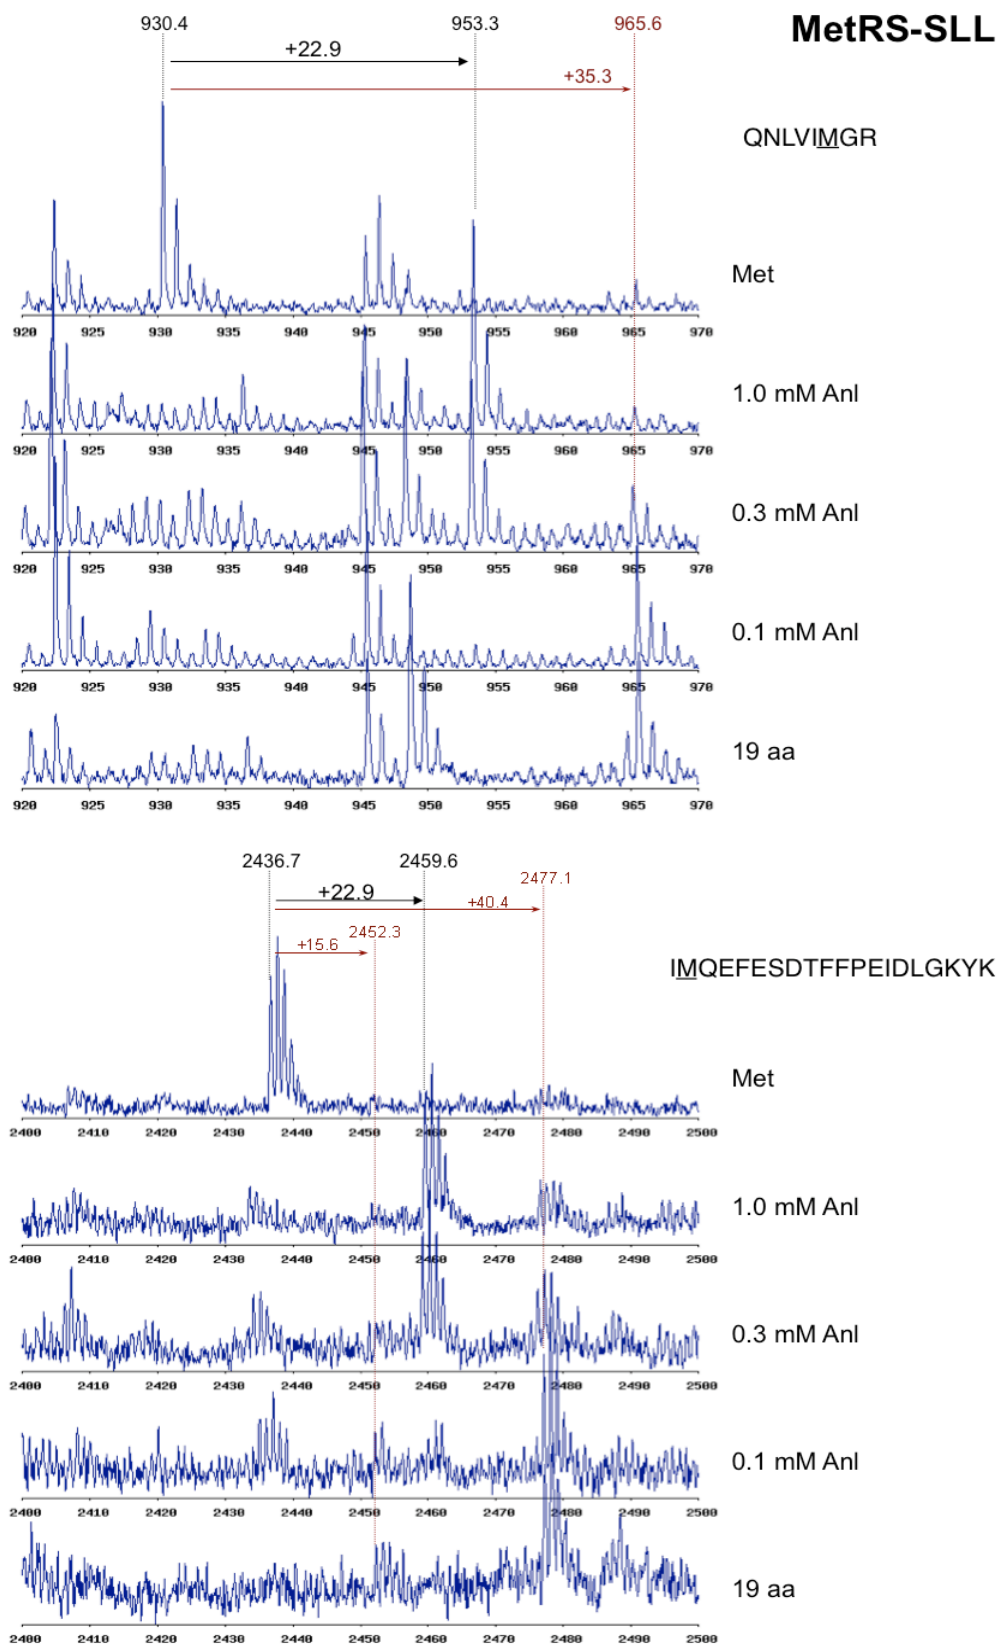 930.4 953.3 965.6 MetRS-SLL
+22.9
+35.3
QNLVIMGR
Met
920 925 930 935 940 945 950 955 960 965 970
1.0 mM Anl
920 925 930 935 940 945 950 955 960 965 970
0.3 mM Anl
920 925 930 935 940 945 950 955 960 965 970
0.1 mM Anl
920 925 930 935 940 945 950 955 960 965 970
19 aa
920 925 930 935 940 945 950 955 960 965 970
2436.7 2459.6
2477.1
+22.9
+40.4
2452.3
+15.6
IMQEFESDTFFPEIDLGKYK
Met
2400 2410 2420 2430 2440 2450 2460 2470 2480 2490 2500
1.0 mM Anl
2400 2410 2420 2430 2440 2450 2460 2470 2480 2490 2500
0.3 mM Anl
2400 2410 2420 2430 2440 2450 2460 2470 2480 2490 2500
0.1 mM Anl
2400 2410 2420 2430 2440 2450 2460 2470 2480 2490 2500
19 aa
2400 2410 2420 2430 2440 2450 2460 2470 2480 2490 2500